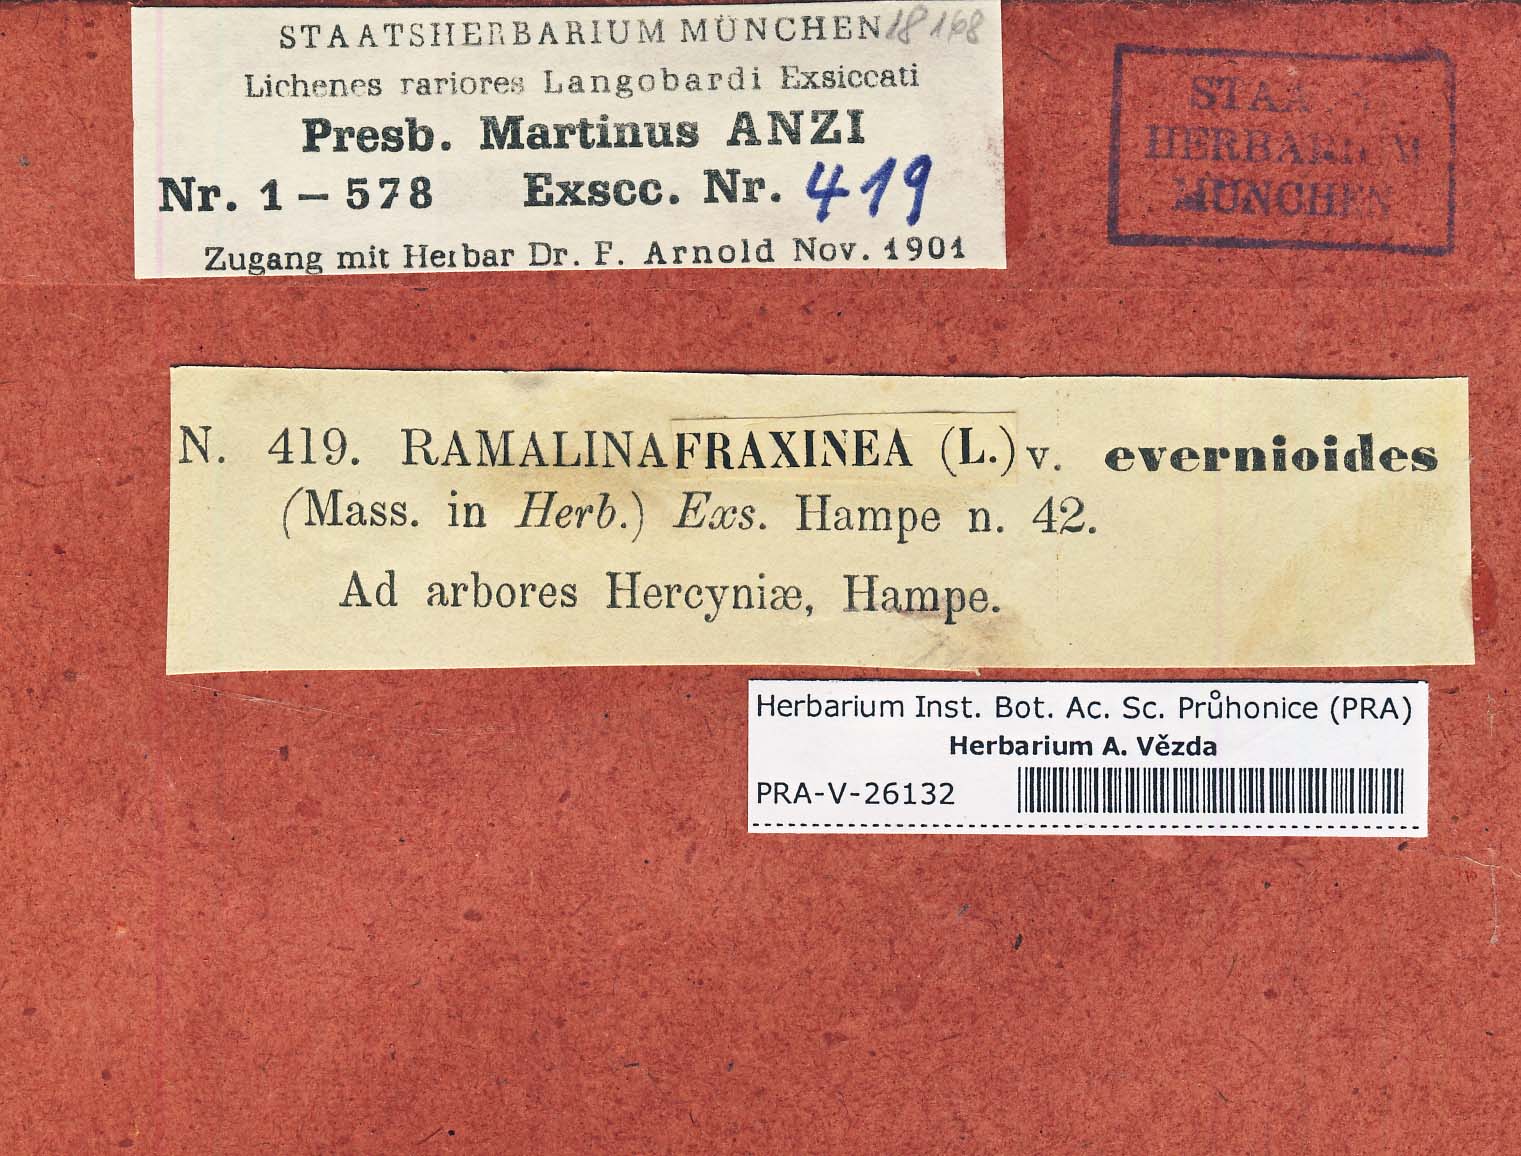 STAATSHERBARIUM MÜNCHEN
Lichenes rariores Langobardi Exsiccati
Presb. Martinus ANZI
Nr. 1 – 578 Exscc. Nr. 419
Zugang mit Herbar Dr. F. Arnold Nov. 1901
HERBARIUM
MÜNCHEN
N. 419. RAMALINA FRAXINEA (L.) v. evernioides
(Mass. in Herb.) Exs. Hampe n. 42.
Ad arbores Hercyniæ, Hampe.
Herbarium Inst. Bot. Ac. Sc. Průhonice (PRA)
Herbarium A. Vězda
PRA-V-26132